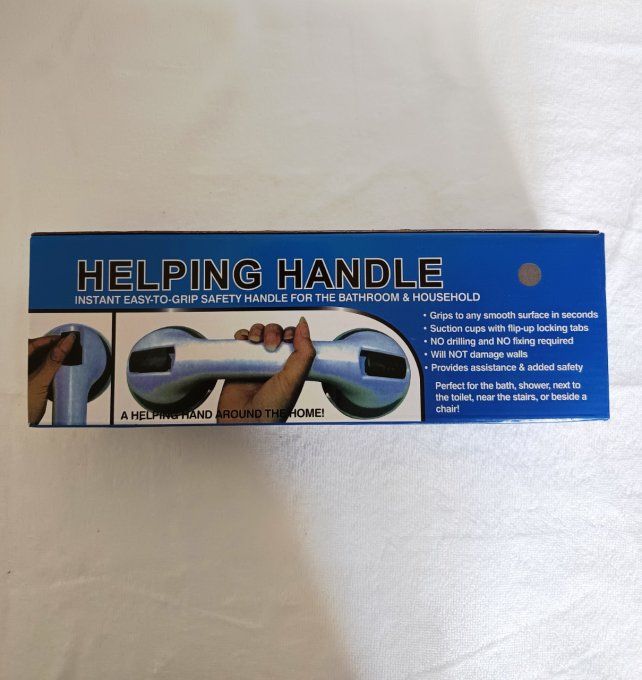 HELPING HANDLE
INSTANT EASY-TO-GRIP SAFETY HANDLE FOR THE BATHROOM & HOUSEHOLD
• Grips to any smooth surface in seconds
• Suction cups with flip-up locking tabs
• NO drilling and NO fixing required
• Will NOT damage walls
• Provides assistance & added safety
Perfect for the bath, shower, next to
the toilet, near the stairs, or beside a
chair!
A HELPING HAND AROUND THE HOME!